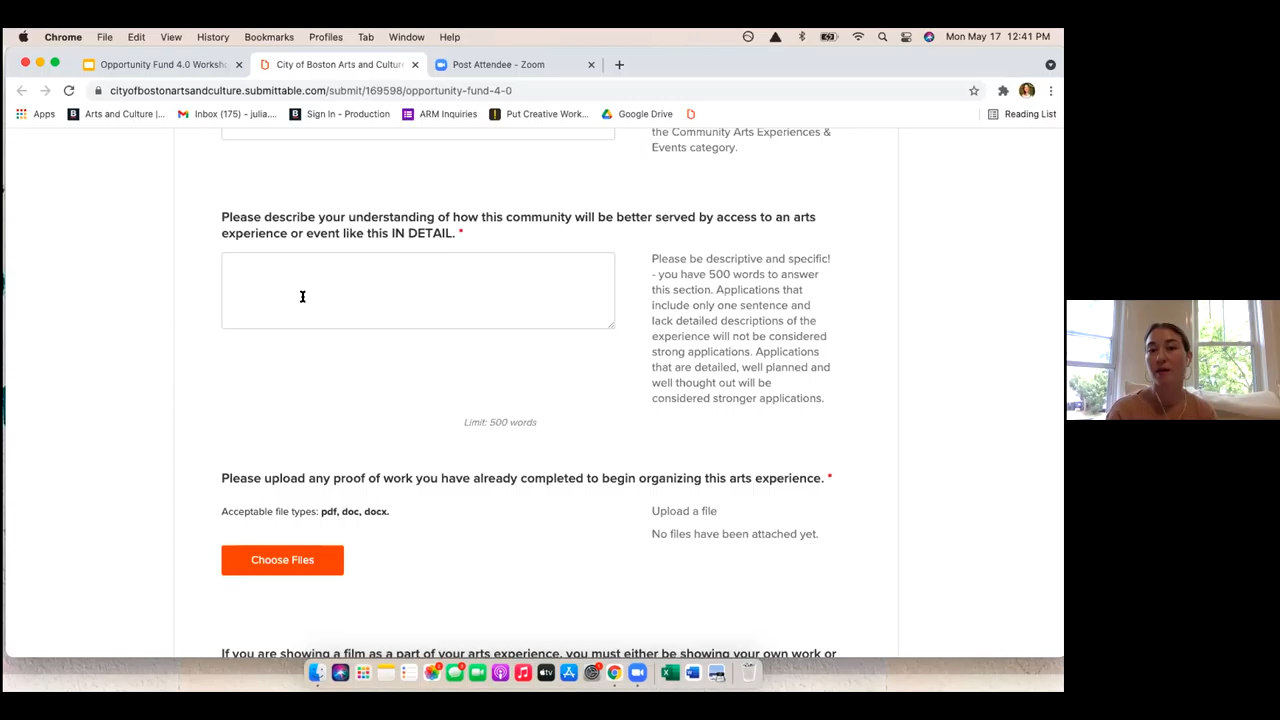 Chrome File Edit View History Bookmarks Profiles Tab Window Help Mon May 17 12:41 PM
Opportunity Fund 4.0 Worksh City of Boston Arts and Culture Post Attendee - Zoom
cityofbostonartsandculture.submittable.com/submit/169598/opportunity-fund-4-0
Apps Arts and Culture |... Inbox (175) - julia.... Sign In - Production ARM Inquiries Put Creative Work... Google Drive Reading List
the Community Arts Experiences &
Events category.
Please describe your understanding of how this community will be better served by access to an arts
experience or event like this IN DETAIL. *
Please be descriptive and specific!
- you have 500 words to answer
this section. Applications that
include only one sentence and
lack detailed descriptions of the
experience will not be considered
strong applications. Applications
that are detailed, well planned and
well thought out will be
considered stronger applications.
Limit: 500 words
Please upload any proof of work you have already completed to begin organizing this arts experience. *
Acceptable file types: pdf, doc, docx.
Upload a file
No files have been attached yet.
Choose Files
If you are showing a film as a part of your arts experience, you must either be showing your own work or